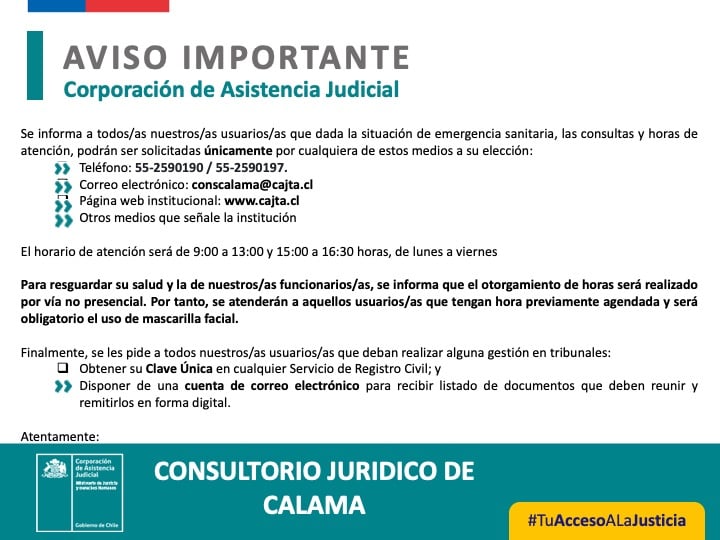 AVISO IMPORTANTE
Corporación de Asistencia Judicial
Se informa a todos/as nuestros/as usuarios/as que dada la situación de emergencia sanitaria, las consultas y horas de
atención, podrán ser solicitadas únicamente por cualquiera de estos medios a su elección:
Teléfono: 55-2590190 / 55-2590197.
Correo electrónico: conscalama@cajta.cl
Página web institucional: www.cajta.cl
Otros medios que señale la institución
El horario de atención será de 9:00 a 13:00 y 15:00 a 16:30 horas, de lunes a viernes
Para resguardar su salud y la de nuestros/as funcionarios/as, se informa que el otorgamiento de horas será realizado
por vía no presencial. Por tanto, se atenderán a aquellos usuarios/as que tengan hora previamente agendada y será
obligatorio el uso de mascarilla facial.
Finalmente, se les pide a todos nuestros/as usuarios/as que deban realizar alguna gestión en tribunales:
Obtener su Clave Única en cualquier Servicio de Registro Civil; y
Disponer de una cuenta de correo electrónico para recibir listado de documentos que deben reunir y
remitirlos en forma digital.
Atentamente:
Corporación
de Asistencia
Judicial
Ministerio de Justicia
y Derechos Humanos
Gobierno de Chile
CONSULTORIO JURIDICO DE
CALAMA
#TuAccesoALaJusticia